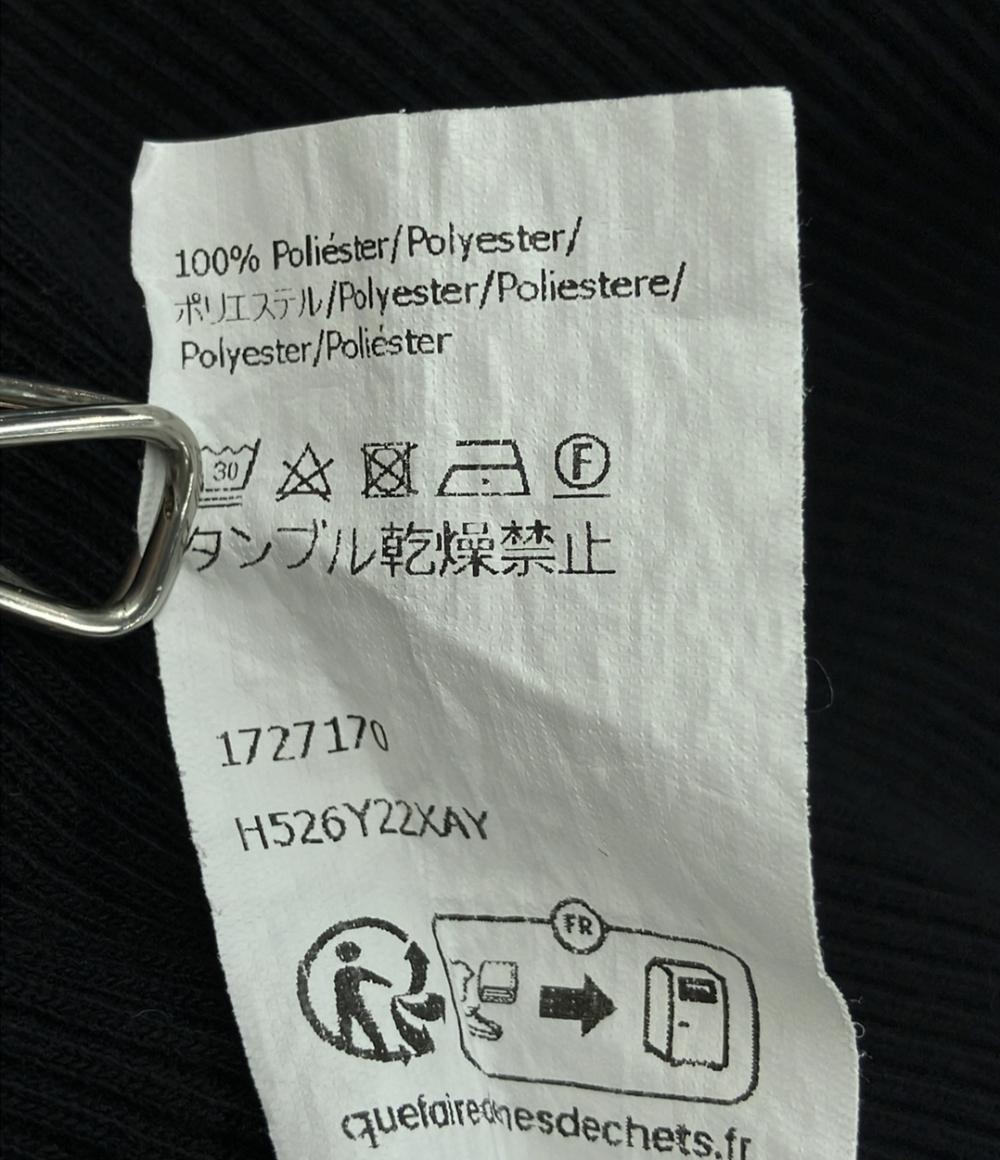 100% Poliéster/Polyester/
ポリエステル/Polyester/Poliestere/
Polyester/Poliéster
30
F
タンブル乾燥禁止
1727170
H526Y22XAY
FR
quefairedemesdechets.fr